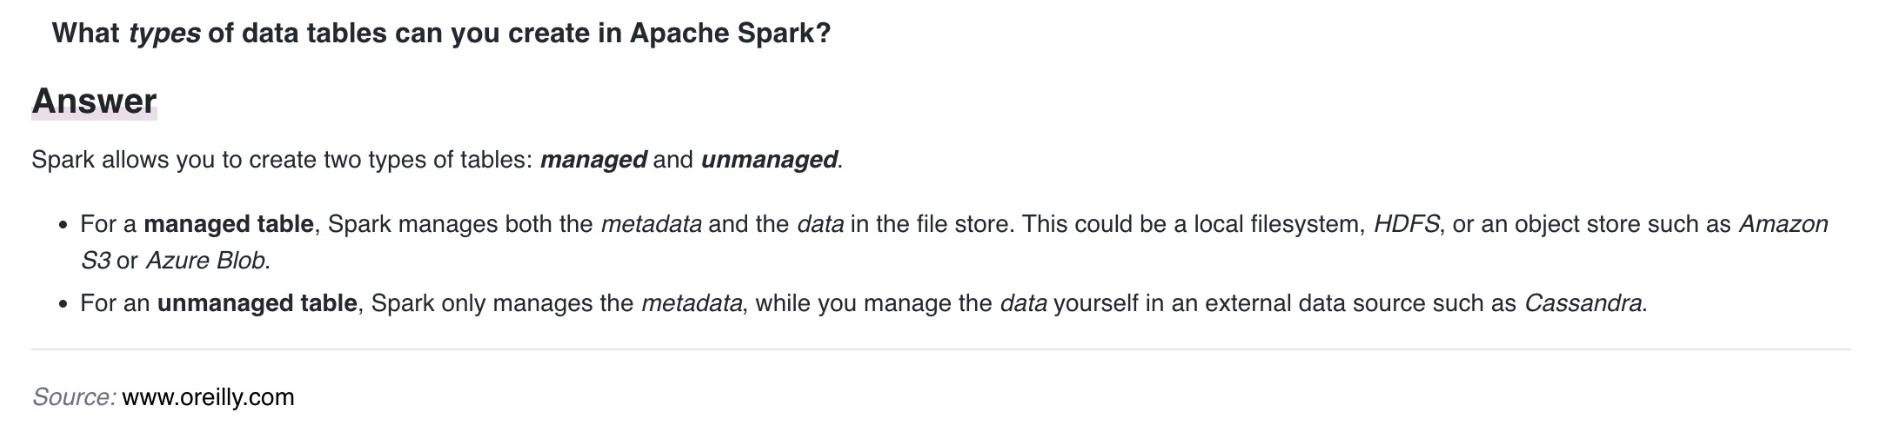 What types of data tables can you create in Apache Spark?
Answer
Spark allows you to create two types of tables: managed and unmanaged.
• For a managed table, Spark manages both the metadata and the data in the file store. This could be a local filesystem, HDFS, or an object store such as Amazon
S3 or Azure Blob.
• For an unmanaged table, Spark only manages the metadata, while you manage the data yourself in an external data source such as Cassandra.
Source: www.oreilly.com